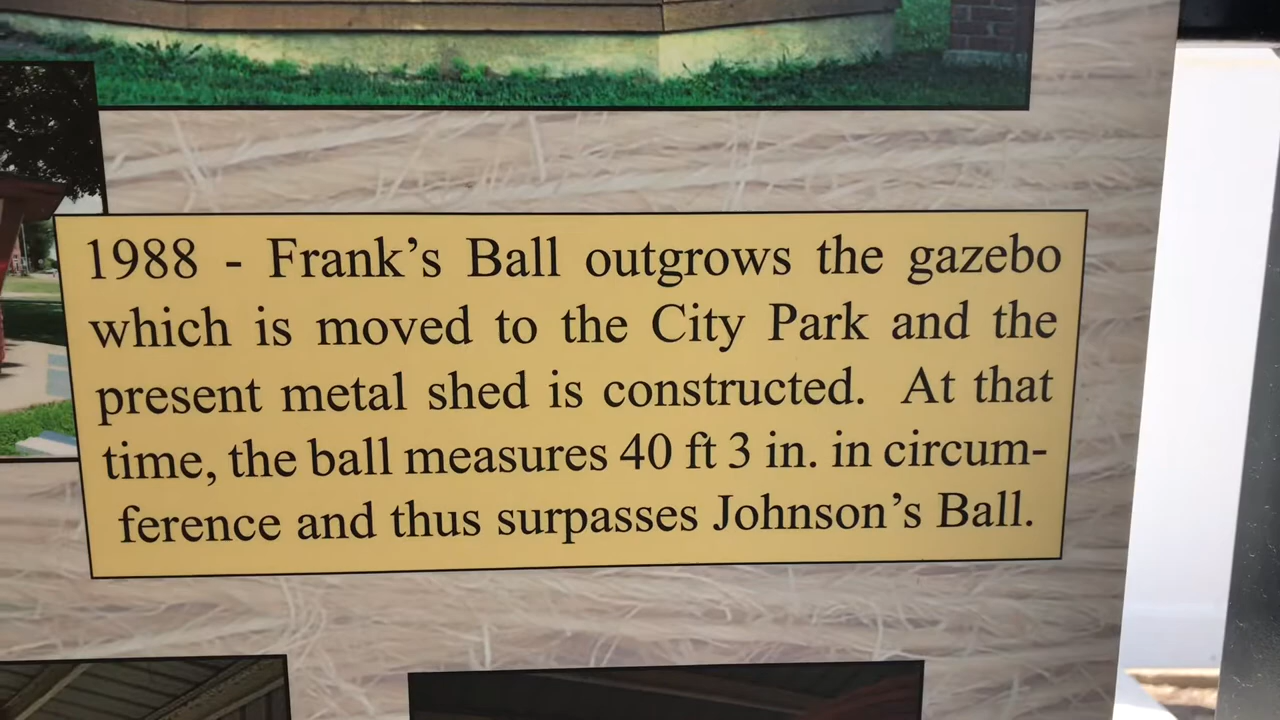 1988 - Frank's Ball outgrows the gazebo
which is moved to the City Park and the
present metal shed is constructed.  At that
time, the ball measures 40 ft 3 in. in circum-
ference and thus surpasses Johnson's Ball.